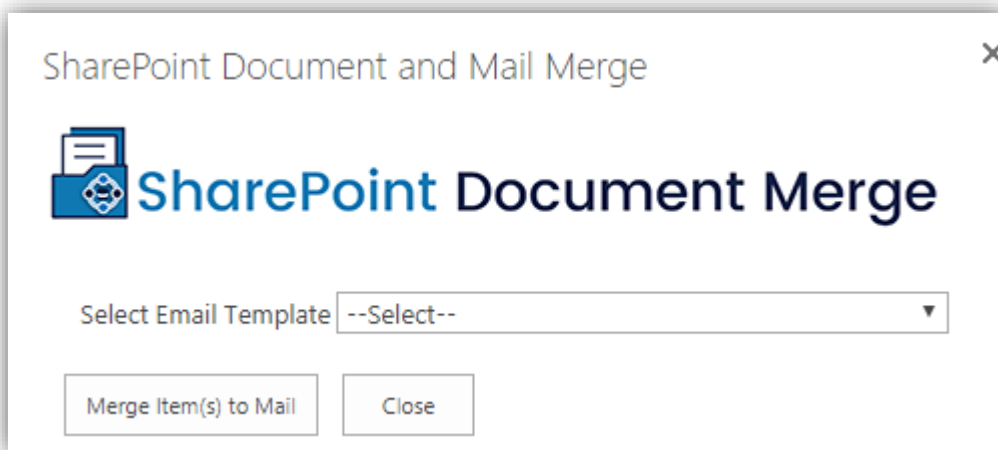 SharePoint Document and Mail Merge
SharePoint Document Merge
Select Email Template --Select--
Merge Item(s) to Mail Close